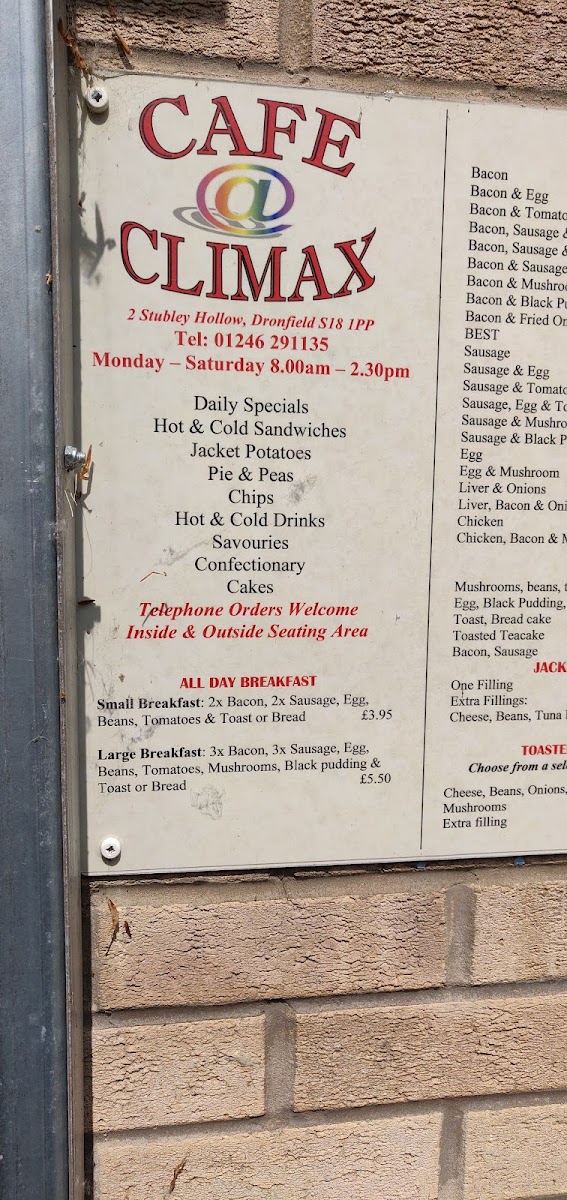 CAFE
@
CLIMAX
2 Stubley Hollow, Dronfield S18 1PP
Tel: 01246 291135
Monday – Saturday 8.00am – 2.30pm
Daily Specials
Hot & Cold Sandwiches
Jacket Potatoes
Pie & Peas
Chips
Hot & Cold Drinks
Savouries
Confectionary
Cakes
Telephone Orders Welcome
Inside & Outside Seating Area
ALL DAY BREAKFAST
Small Breakfast: 2x Bacon, 2x Sausage, Egg,
Beans, Tomatoes & Toast or Bread £3.95
Large Breakfast: 3x Bacon, 3x Sausage, Egg,
Beans, Tomatoes, Mushrooms, Black pudding &
Toast or Bread £5.50
Bacon
Bacon & Egg
Bacon & Tomato
Bacon, Sausage &
Bacon, Sausage &
Bacon & Sausage
Bacon & Mushroo
Bacon & Black Pu
Bacon & Fried On
BEST
Sausage
Sausage & Egg
Sausage & Tomato
Sausage, Egg & To
Sausage & Mushro
Sausage & Black P
Egg
Egg & Mushroom
Liver & Onions
Liver, Bacon & Oni
Chicken
Chicken, Bacon & M
Mushrooms, beans, t
Egg, Black Pudding,
Toast, Bread cake
Toasted Teacake
Bacon, Sausage
JACK
One Filling
Extra Fillings:
Cheese, Beans, Tuna
TOASTE
Choose from a sel
Cheese, Beans, Onions,
Mushrooms
Extra filling